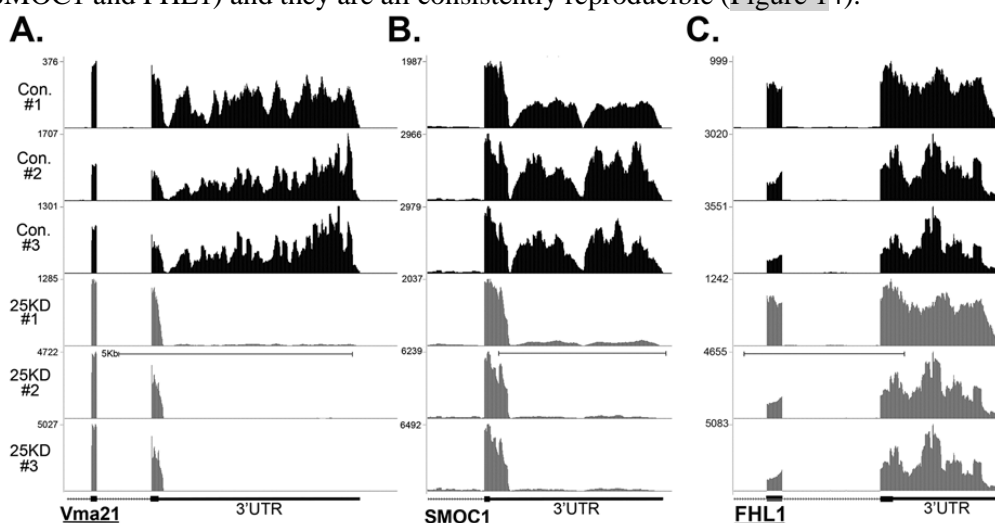 SMOC1 and FHL1) and they are all consistently reproducible (Figure 14).
A. B. C.
Con. #1 376 1987 999
Con. #2 1707 2966 3020
Con. #3 1301 2979 3551
25KD #1 1285 2037 1242
25KD #2 4722 5Kb 6239 4655
25KD #3 5027 6492 5083
Vma21 3'UTR SMOC1 3'UTR FHL1 3'UTR